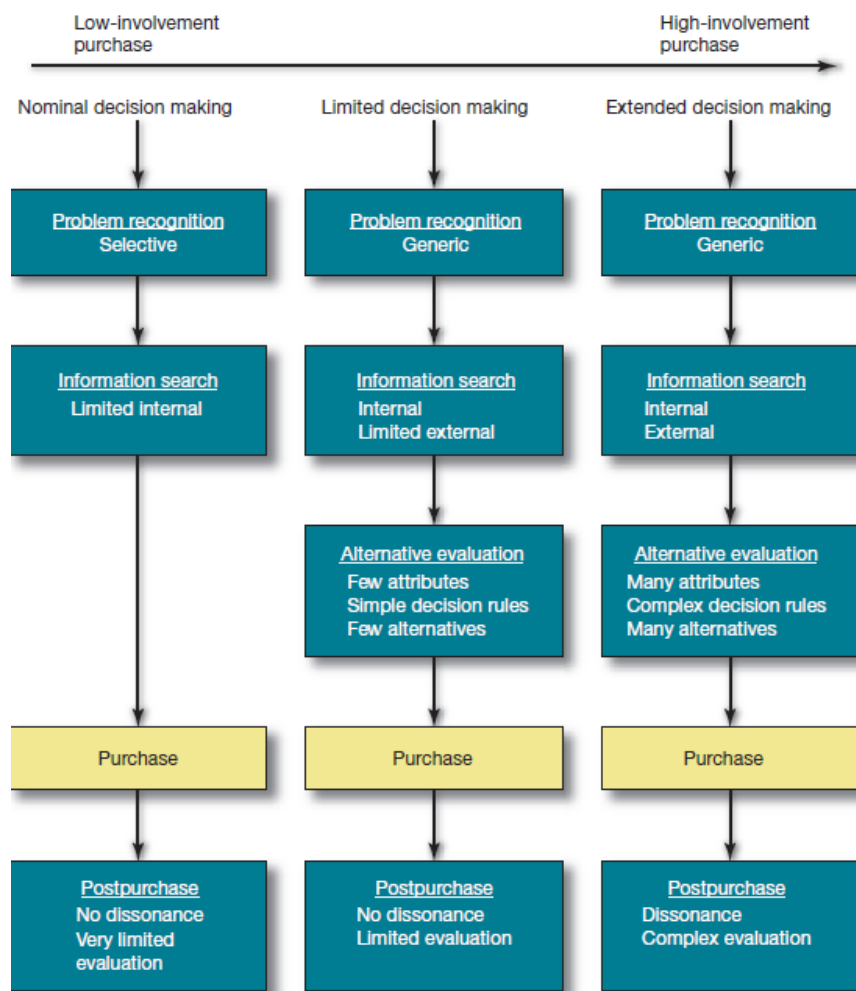 Low-involvement
purchase
High-involvement
purchase
Nominal decision making
Limited decision making
Extended decision making
Problem recognition
Selective
Problem recognition
Generic
Problem recognition
Generic
Information search
Limited internal
Information search
Internal
Limited external
Information search
Internal
External
Alternative evaluation
Few attributes
Simple decision rules
Few alternatives
Alternative evaluation
Many attributes
Complex decision rules
Many alternatives
Purchase
Purchase
Purchase
Postpurchase
No dissonance
Very limited
evaluation
Postpurchase
No dissonance
Limited evaluation
Postpurchase
Dissonance
Complex evaluation